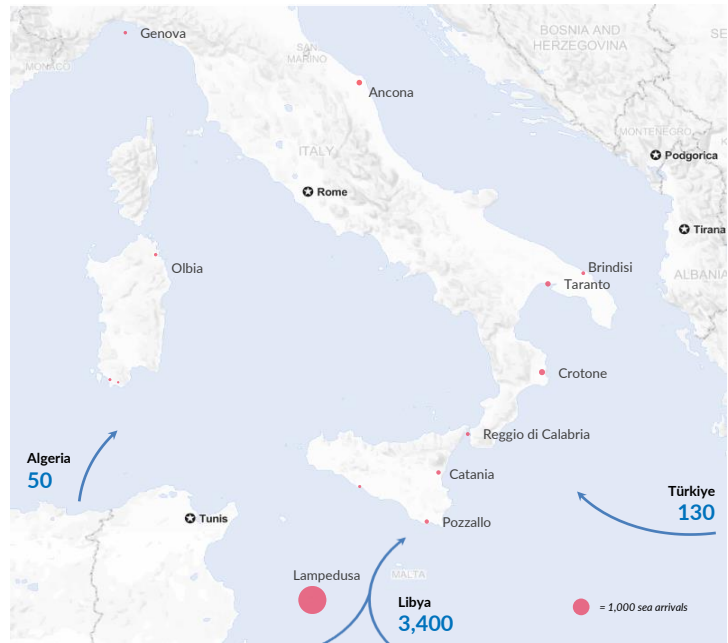 Genova
MONACO
SAN
MARINO
BOSNIA AND
HERZEGOVINA
SE
Ancona
MONTENEGRO
K
Podgorica
ITALY
Rome
Tirana
ALBANIA
Olbia
Brindisi
Taranto
Crotone
Reggio di Calabria
Algeria
50
Catania
Türkiye
130
Tunis
Pozzallo
Lampedusa
MALTA
Libya
3,400
= 1,000 sea arrivals